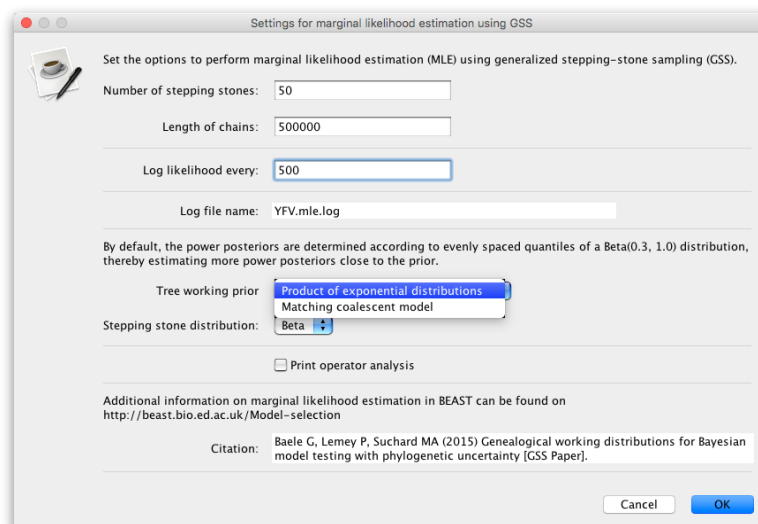 Settings for marginal likelihood estimation using GSS
Set the options to perform marginal likelihood estimation (MLE) using generalized stepping-stone sampling (GSS).
Number of stepping stones: 50
Length of chains: 500000
Log likelihood every: 500
Log file name: YFV.mle.log
By default, the power posteriors are determined according to evenly spaced quantiles of a Beta(0.3, 1.0) distribution,
thereby estimating more power posteriors close to the prior.
Tree working prior Product of exponential distributions
Matching coalescent model
Stepping stone distribution: Beta
Print operator analysis
Additional information on marginal likelihood estimation in BEAST can be found on
http://beast.bio.ed.ac.uk/Model-selection
Citation: Baele G, Lemey P, Suchard MA (2015) Genealogical working distributions for Bayesian
model testing with phylogenetic uncertainty [GSS Paper].
Cancel OK